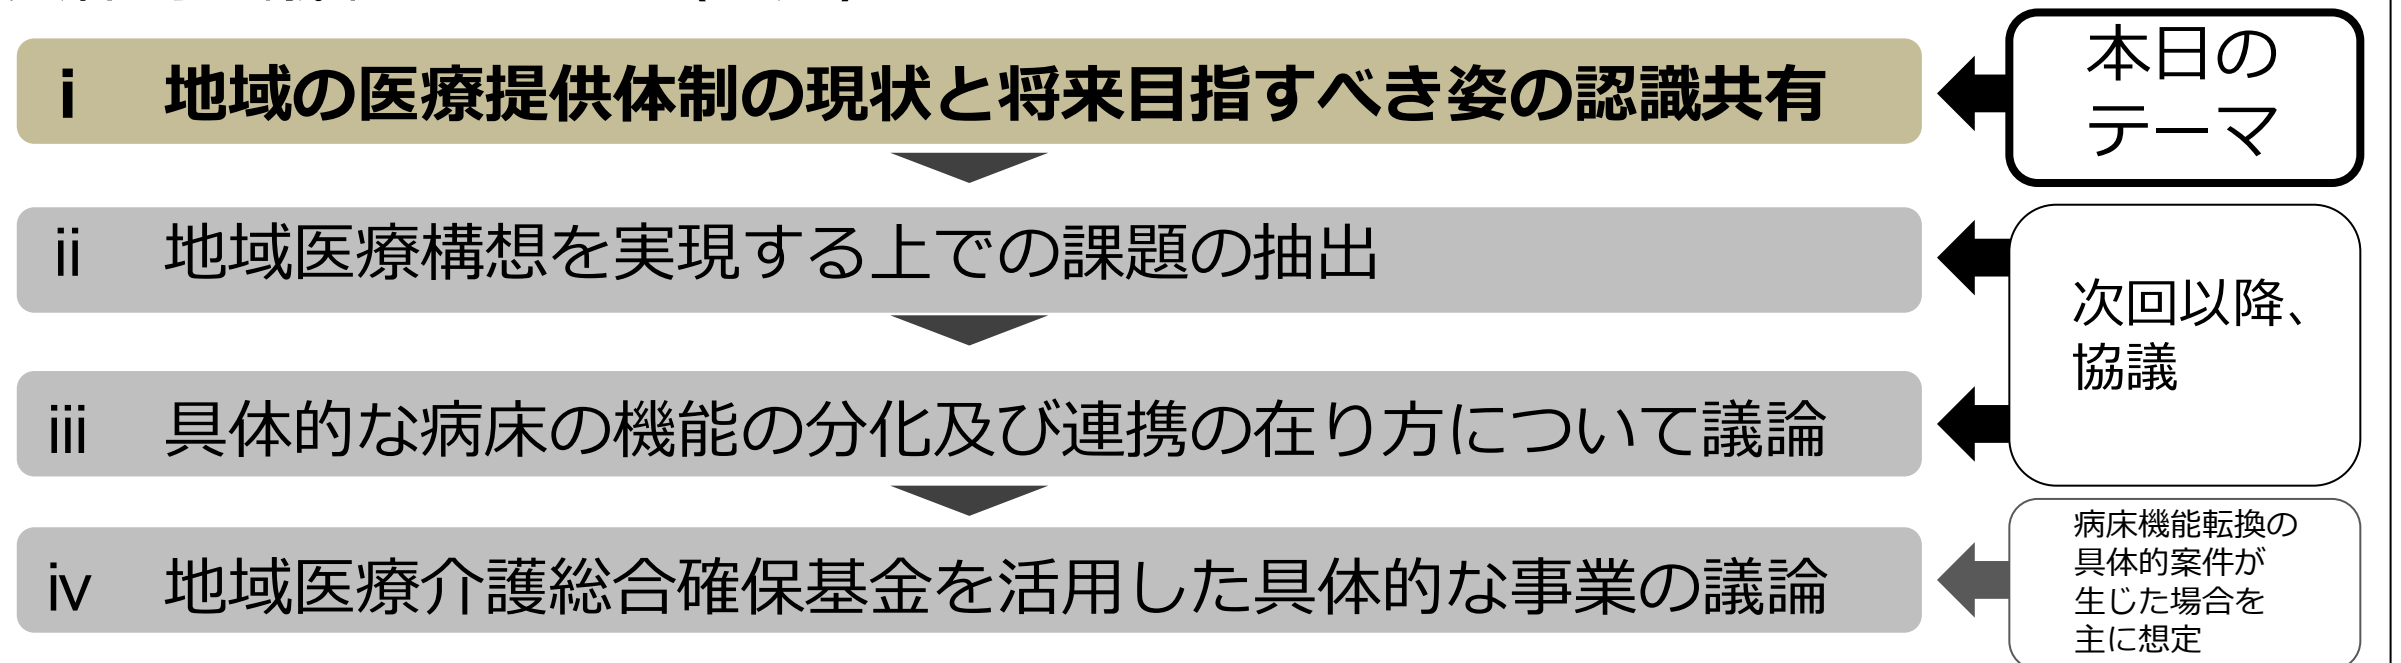 i 地域の医療提供体制の現状と将来目指すべき姿の認識共有
本日の
テーマ
ii 地域医療構想を実現する上での課題の抽出
次回以降、
協議
iii 具体的な病床の機能の分化及び連携の在り方について議論
iv 地域医療介護総合確保基金を活用した具体的な事業の議論
病床機能転換の
具体的案件が
生じた場合を
主に想定